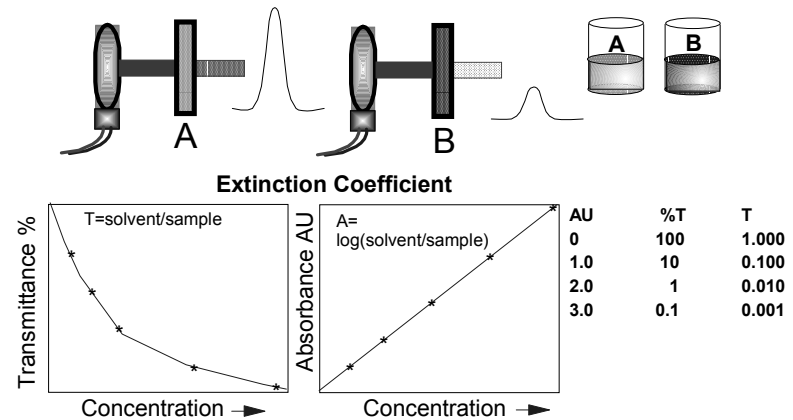 A
B
A
B
Extinction Coefficient
Transmittance %
T=solvent/sample
Concentration
Absorbance AU
A=
log(solvent/sample)
Concentration
AU %T T
0 100 1.000
1.0 10 0.100
2.0 1 0.010
3.0 0.1 0.001